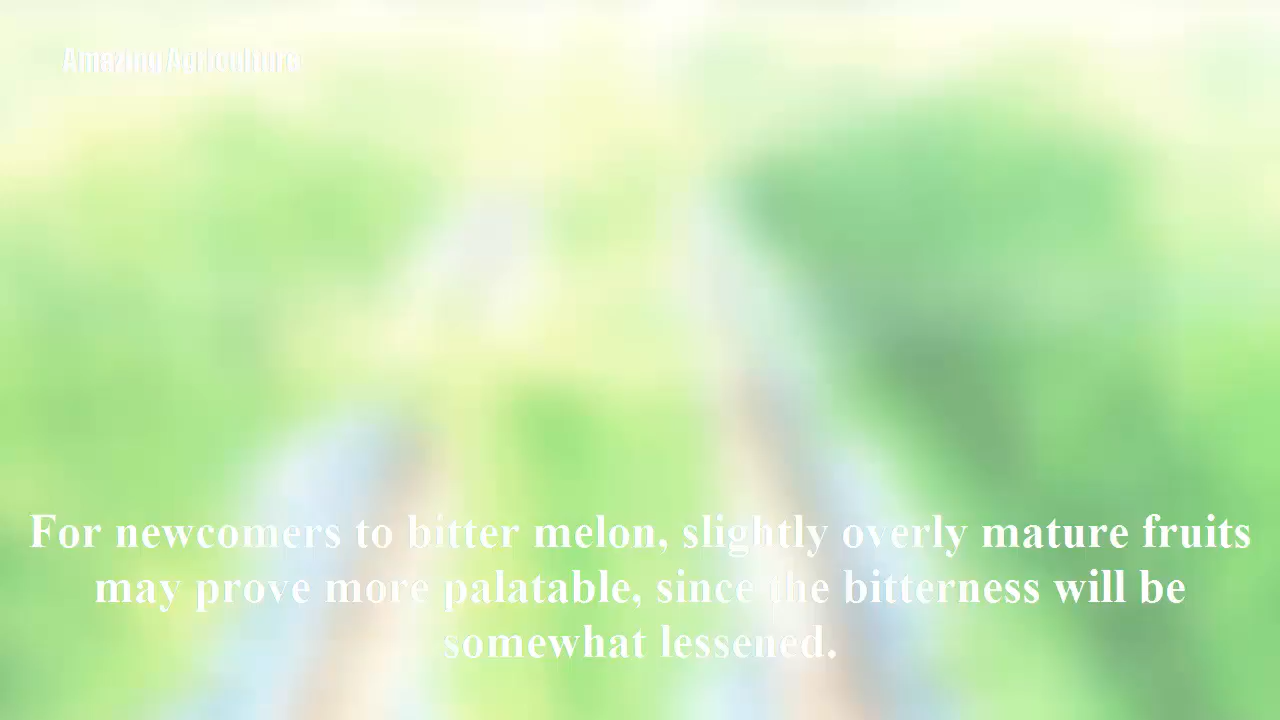 Amazing Agriculture
For newcomers to bitter melon, slightly overly mature fruits
may prove more palatable, since the bitterness will be
somewhat lessened.